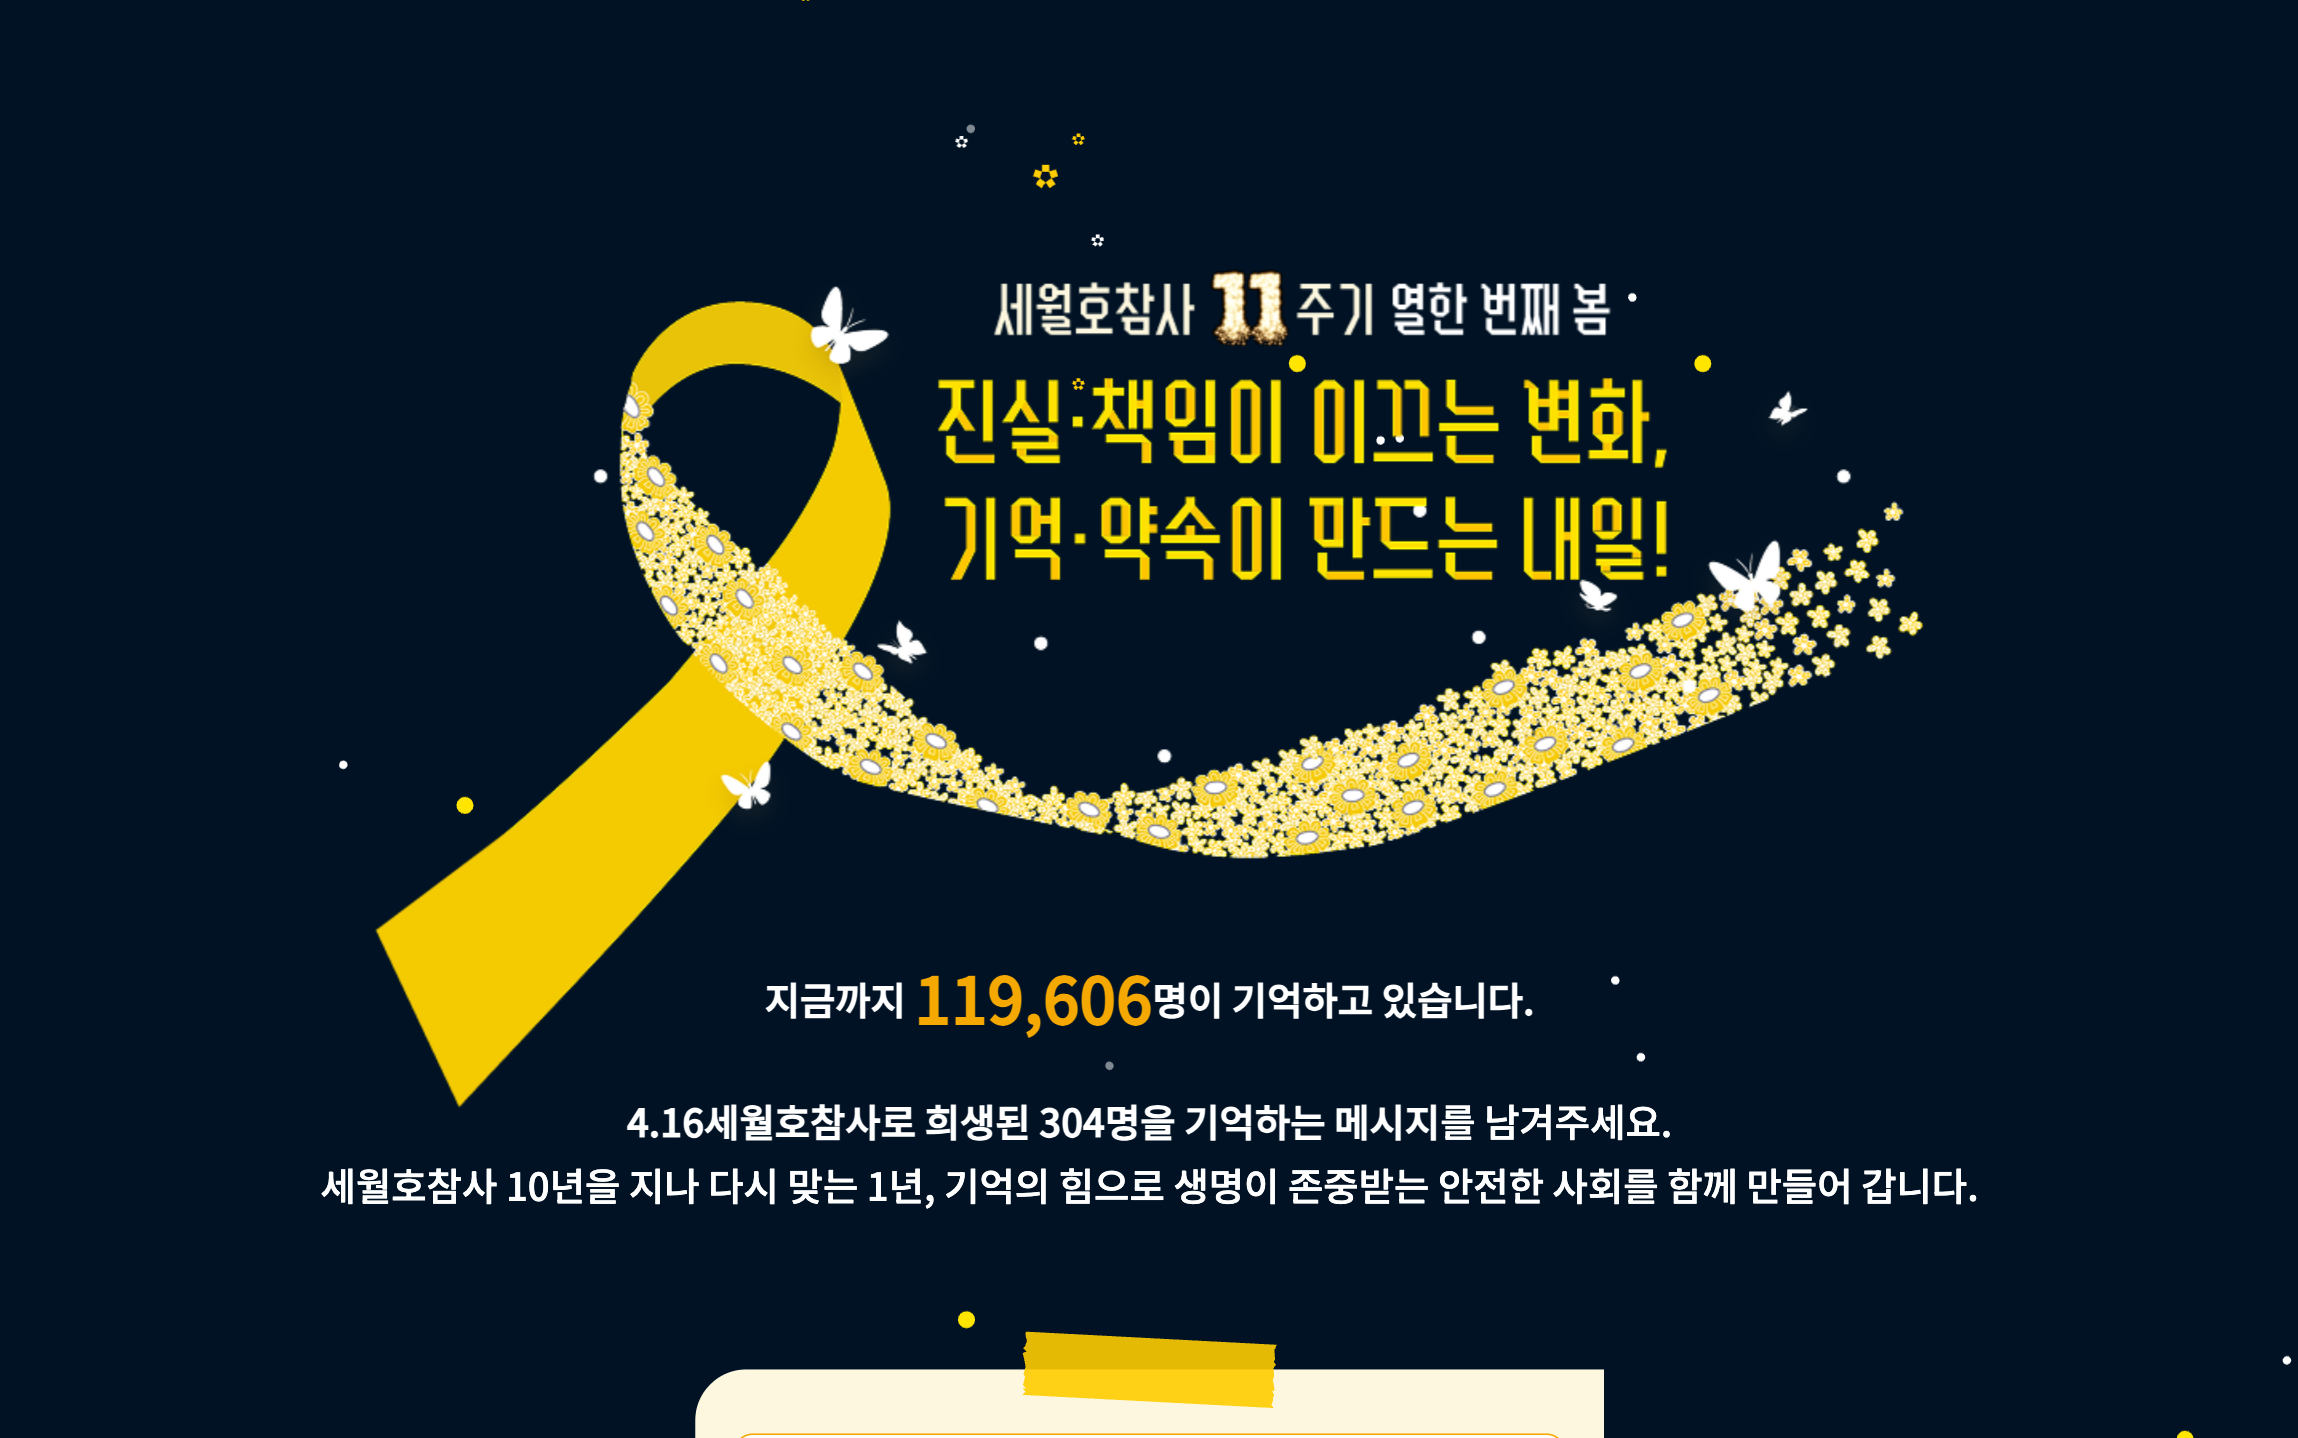 세월호참사 11주기 열한 번째 봄
진실·책임이 이끄는 변화,
기억·약속이 만드는 내일!
지금까지 119,606명이 기억하고 있습니다.
4.16세월호참사로 희생된 304명을 기억하는 메시지를 남겨주세요.
세월호참사 10년을 지나 다시 맞는 1년, 기억의 힘으로 생명이 존중받는 안전한 사회를 함께 만들어 갑니다.